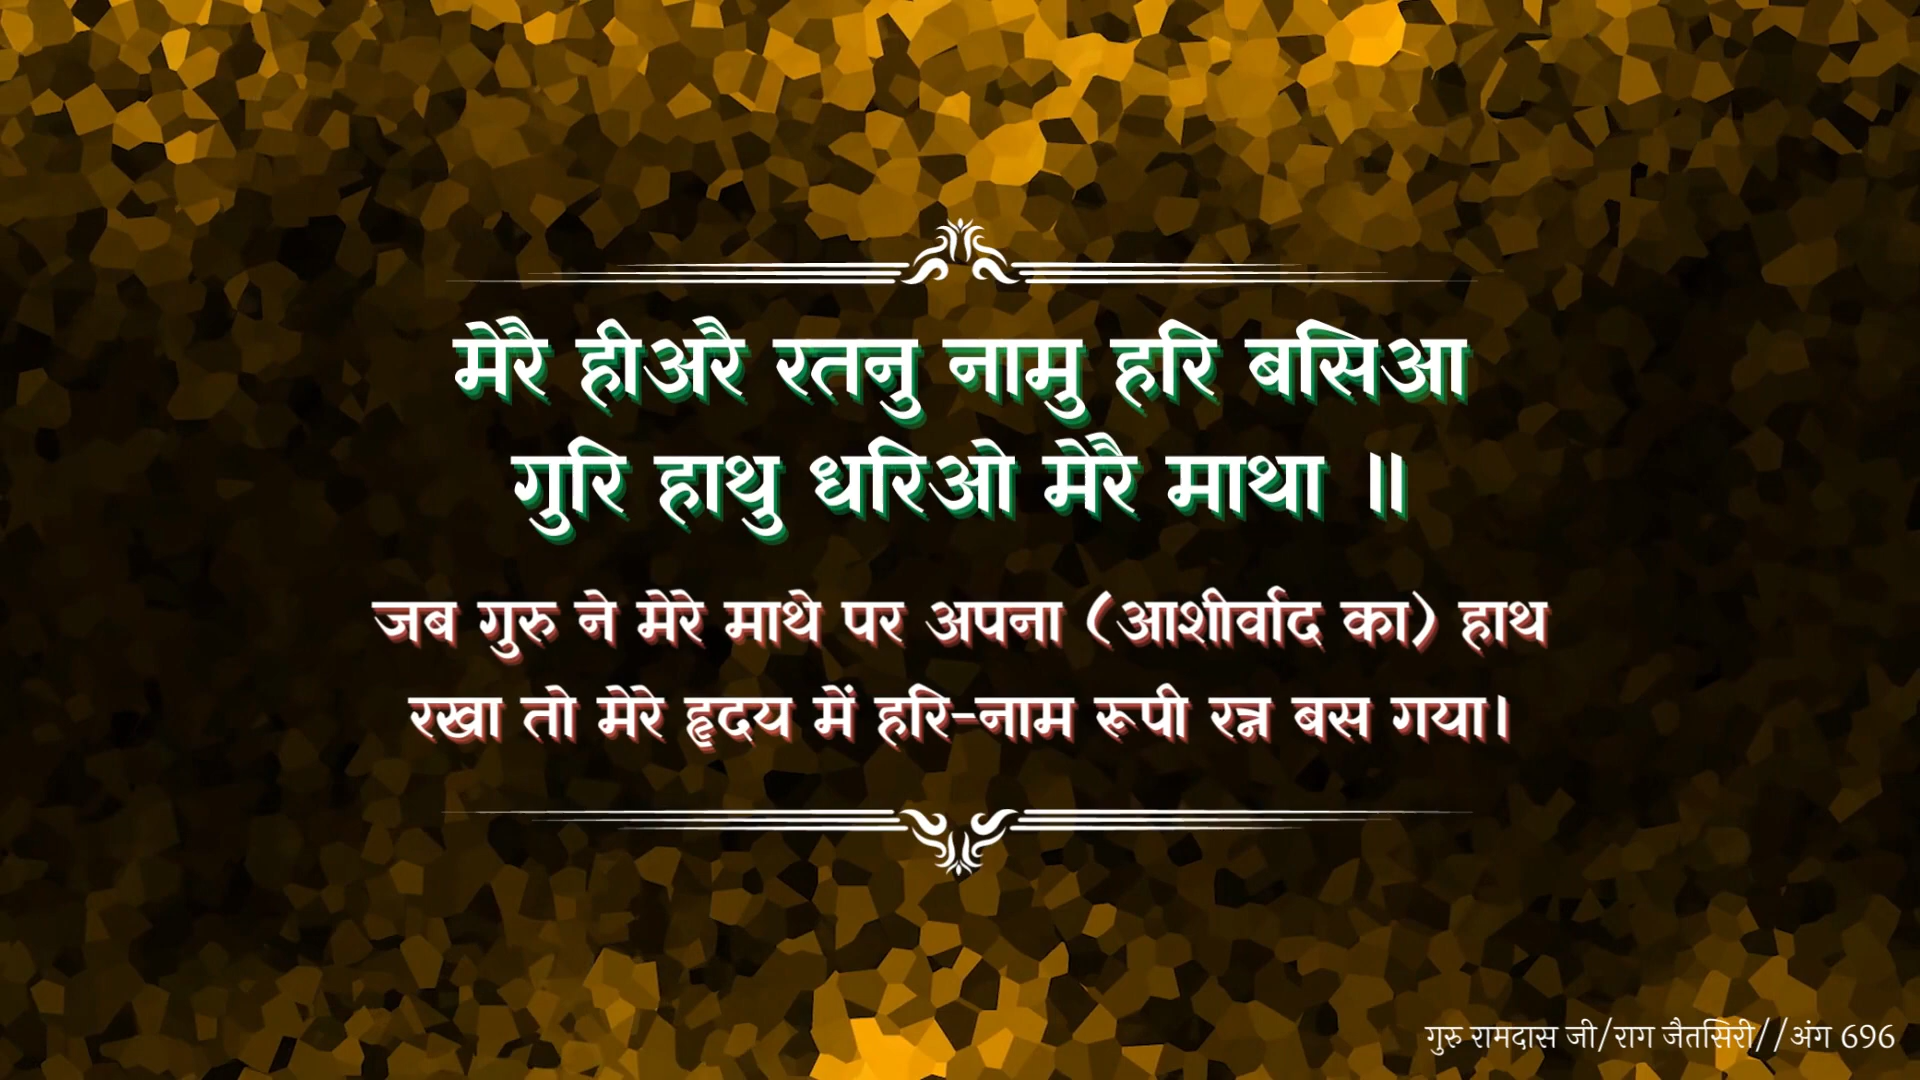 मेरै हीअरै रतनु नामु हरि बसिआ
गुरि हाथु धरिओ मेरै माथा ॥
जब गुरु ने मेरे माथे पर अपना (आशीर्वाद का) हाथ
रखा तो मेरे हृदय में हरि-नाम रूपी रत्न बस गया।
गुरु रामदास जी/राग जैतसिरी//अंग 696